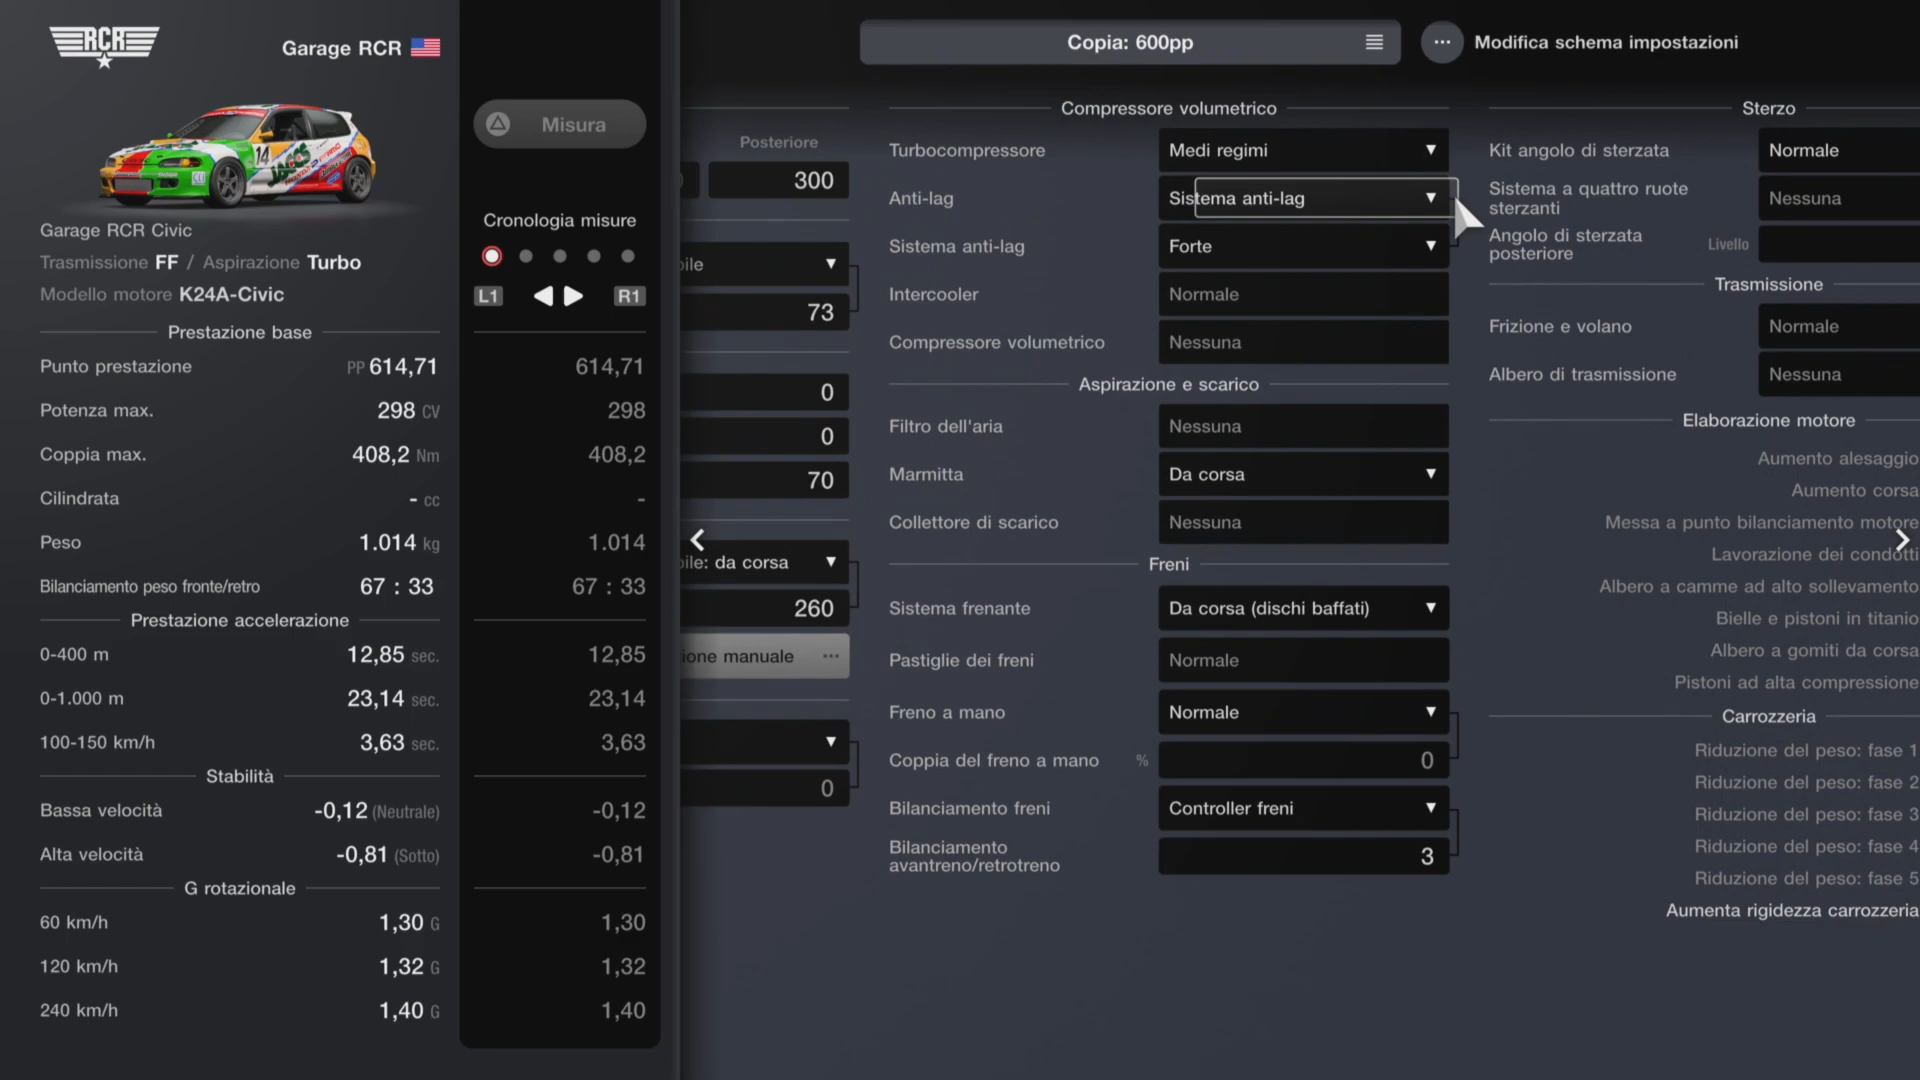 RCR
Garage RCR
Garage RCR Civic
Trasmissione FF / Aspirazione Turbo
Modello motore K24A-Civic
Prestazione base
Punto prestazione PP 614,71
Potenza max. 298 CV
Coppia max. 408,2 Nm
Cilindrata - cc
Peso 1.014 kg
Bilanciamento peso fronte/retro 67 : 33
Prestazione accelerazione
0-400 m 12,85 sec.
0-1.000 m 23,14 sec.
100-150 km/h 3,63 sec.
Stabilità
Bassa velocità -0,12 (Neutrale)
Alta velocità -0,81 (Sotto)
G rotazionale
60 km/h 1,30 G
120 km/h 1,32 G
240 km/h 1,40 G
Misura
Cronologia misure
L1 R1
614,71
298
408,2
-
1.014
67 : 33
12,85
23,14
3,63
-0,12
-0,81
1,30
1,32
1,40
Copia: 600pp
Modifica schema impostazioni
Posteriore
300
bile
73
0
0
70
bile: da corsa
260
ione manuale ...
0
Compressore volumetrico
Turbocompressore Medi regimi
Anti-lag Sistema anti-lag
Sistema anti-lag Forte
Intercooler Normale
Compressore volumetrico Nessuna
Aspirazione e scarico
Filtro dell'aria Nessuna
Marmitta Da corsa
Collettore di scarico Nessuna
Freni
Sistema frenante Da corsa (dischi baffati)
Pastiglie dei freni Normale
Freno a mano Normale
Coppia del freno a mano % 0
Bilanciamento freni Controller freni
Bilanciamento
avantreno/retrotreno 3
Sterzo
Kit angolo di sterzata Normale
Sistema a quattro ruote
sterzanti Nessuna
Angolo di sterzata
posteriore Livello
Trasmissione
Frizione e volano Normale
Albero di trasmissione Nessuna
Elaborazione motore
Aumento alesaggio
Aumento corsa
Messa a punto bilanciamento motore
Lavorazione dei condotti
Albero a camme ad alto sollevamento
Bielle e pistoni in titanio
Albero a gomiti da corsa
Pistoni ad alta compressione
Carrozzeria
Riduzione del peso: fase 1
Riduzione del peso: fase 2
Riduzione del peso: fase 3
Riduzione del peso: fase 4
Riduzione del peso: fase 5
Aumenta rigidezza carrozzeria
14
JACCS